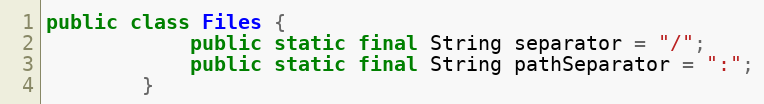 1 public class Files {
2             public static final String separator = "/";
3             public static final String pathSeparator = ":";
4         }